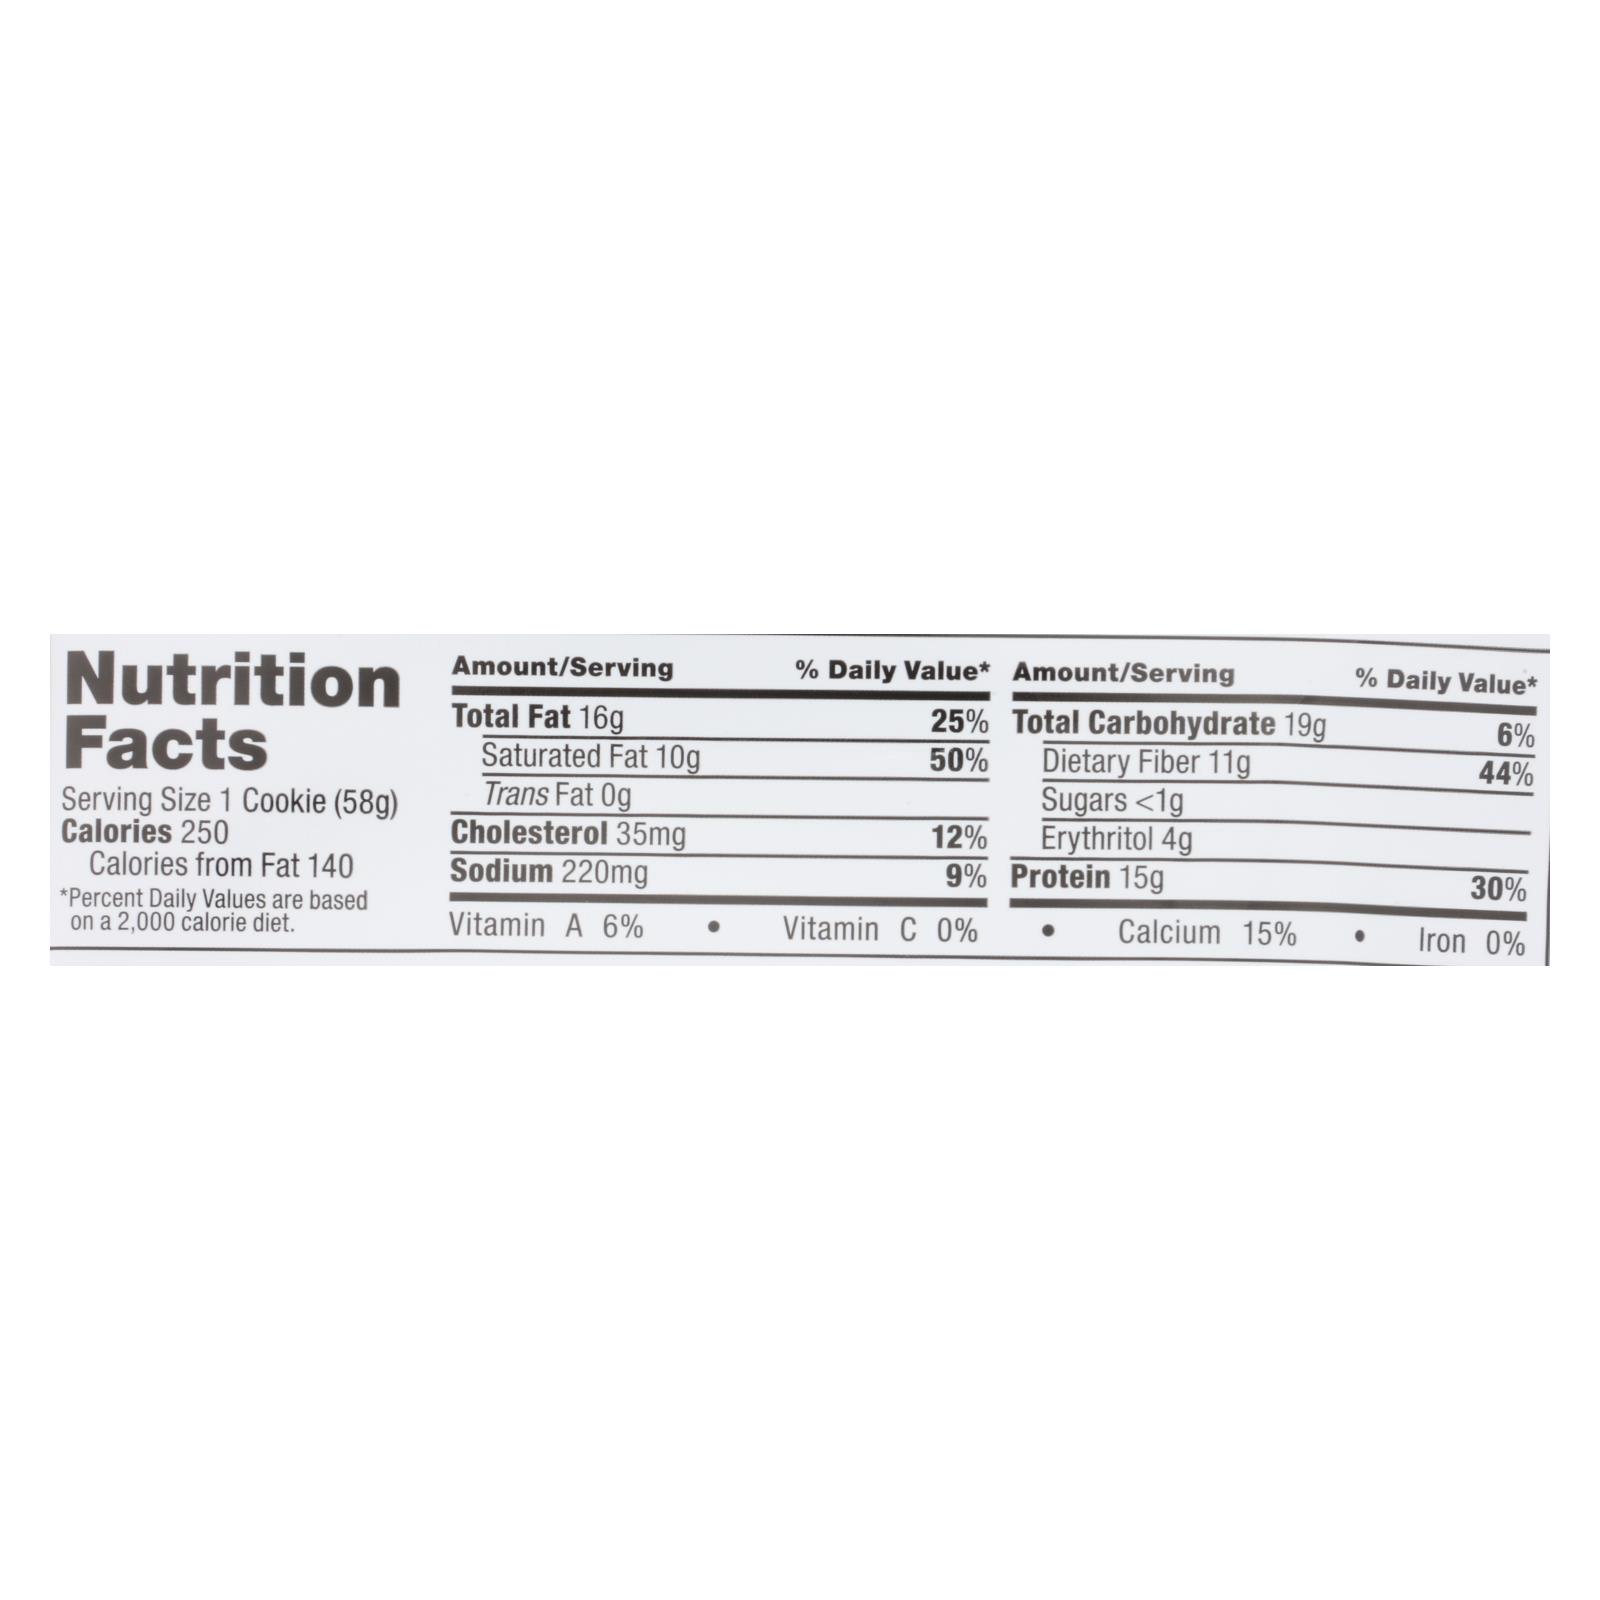 Nutrition
Facts
Serving Size 1 Cookie (58g)
Calories 250
Calories from Fat 140
*Percent Daily Values are based
on a 2,000 calorie diet.
Amount/Serving % Daily Value*
Total Fat 16g 25%
Saturated Fat 10g 50%
Trans Fat 0g
Cholesterol 35mg 12%
Sodium 220mg 9%
Amount/Serving % Daily Value*
Total Carbohydrate 19g 6%
Dietary Fiber 11g 44%
Sugars <1g
Erythritol 4g
Protein 15g 30%
Vitamin A 6% • Vitamin C 0% • Calcium 15% • Iron 0%